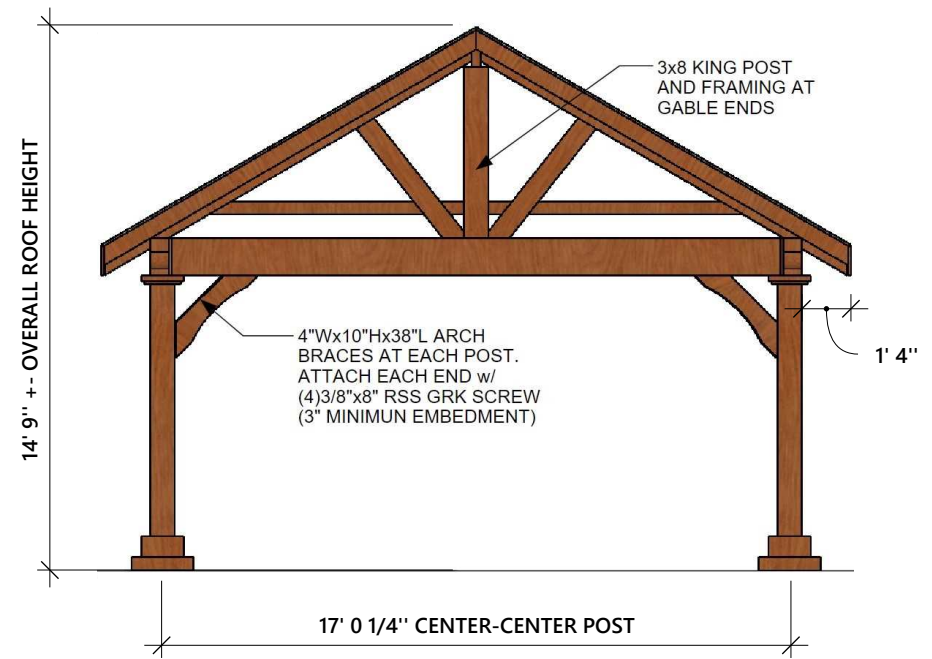 3x8 KING POST
AND FRAMING AT
GABLE ENDS
14' 9'' +- OVERALL ROOF HEIGHT
4"Wx10"Hx38"L ARCH
BRACES AT EACH POST.
ATTACH EACH END w/
(4)3/8"x8" RSS GRK SCREW
(3" MINIMUN EMBEDMENT)
1' 4''
17' 0 1/4'' CENTER-CENTER POST